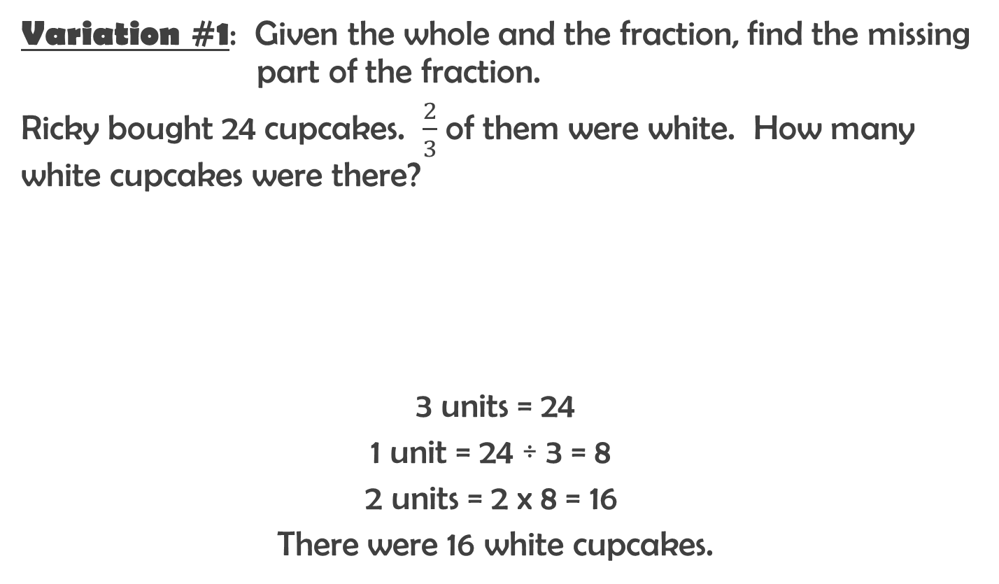 Variation #1: Given the whole and the fraction, find the missing
part of the fraction.
Ricky bought 24 cupcakes. 2/3 of them were white. How many
white cupcakes were there?
3 units = 24
1 unit = 24 ÷ 3 = 8
2 units = 2 x 8 = 16
There were 16 white cupcakes.